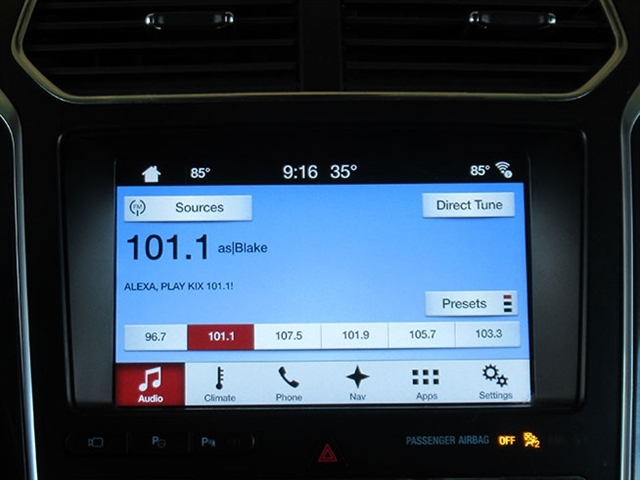 85° 9:16 35° 85°
FM Sources Direct Tune
101.1 as|Blake
ALEXA, PLAY KIX 101.1!
Presets
96.7 101.1 107.5 101.9 105.7 103.3
Audio Climate Phone Nav Apps Settings
P P PASSENGER AIRBAG OFF 2